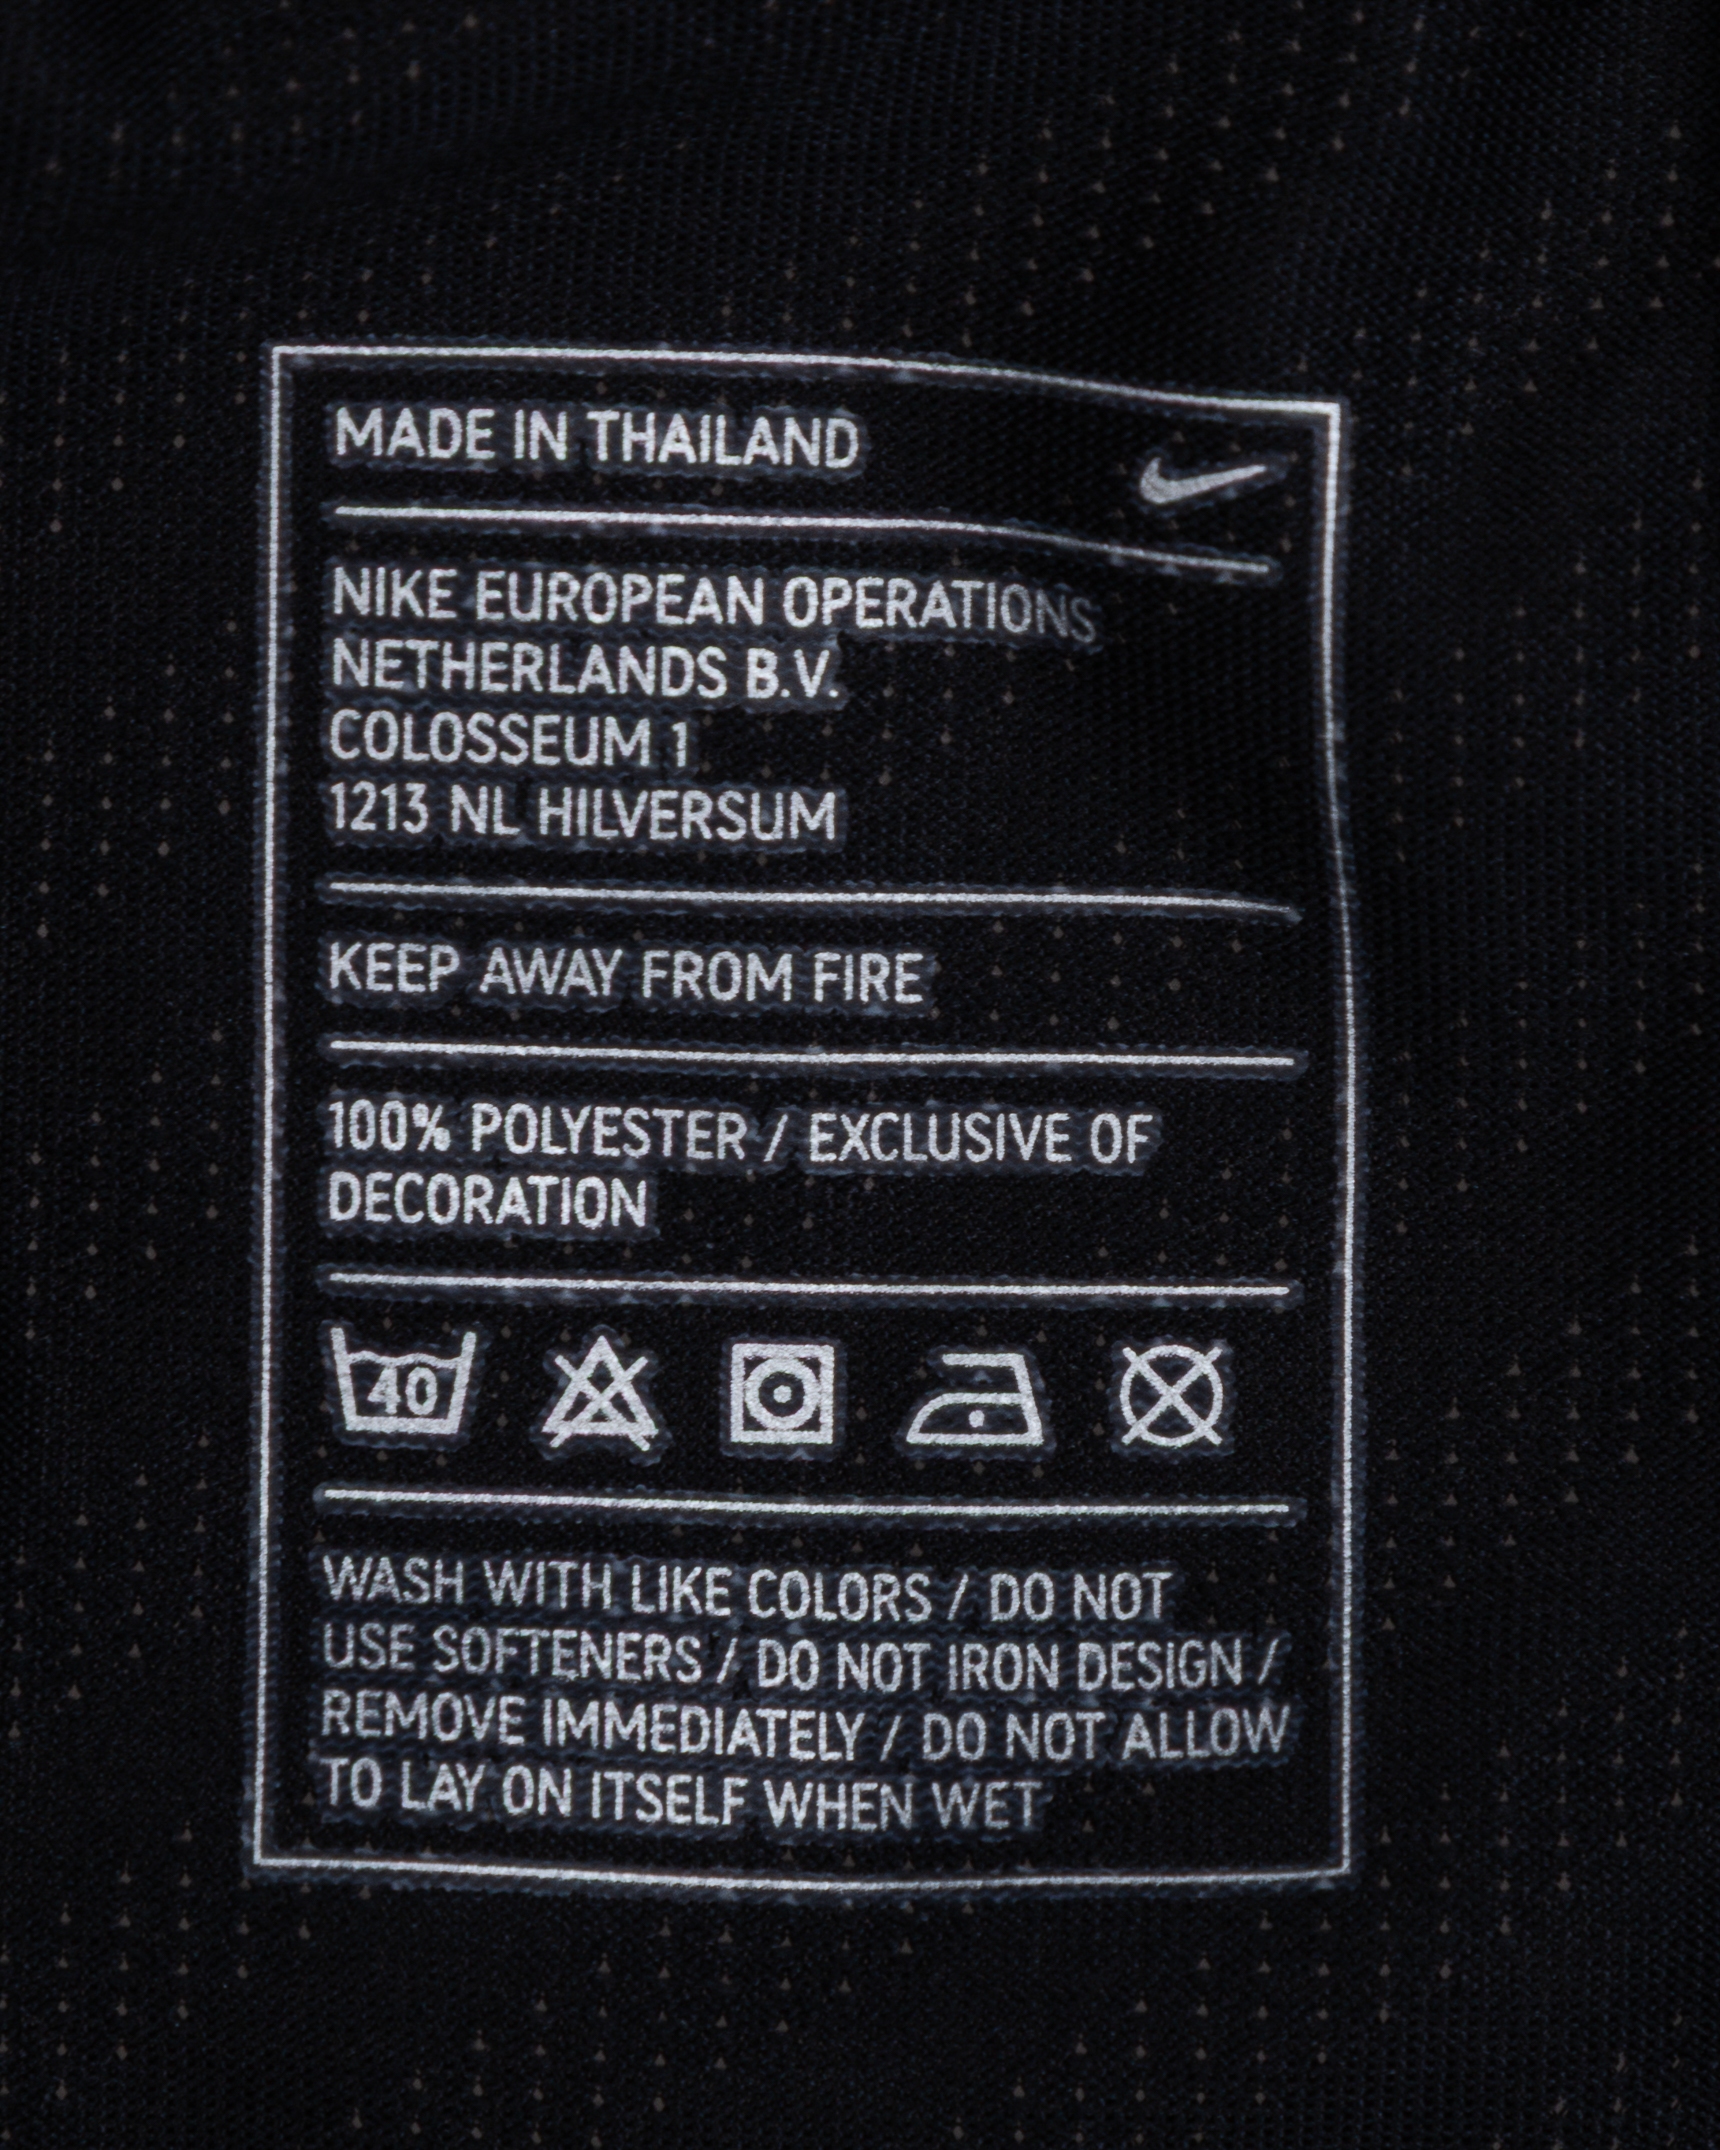 MADE IN THAILAND
NIKE EUROPEAN OPERATIONS
NETHERLANDS B.V.
COLOSSEUM 1
1213 NL HILVERSUM
KEEP AWAY FROM FIRE
100% POLYESTER / EXCLUSIVE OF
DECORATION
40
WASH WITH LIKE COLORS / DO NOT
USE SOFTENERS / DO NOT IRON DESIGN /
REMOVE IMMEDIATELY / DO NOT ALLOW
TO LAY ON ITSELF WHEN WET